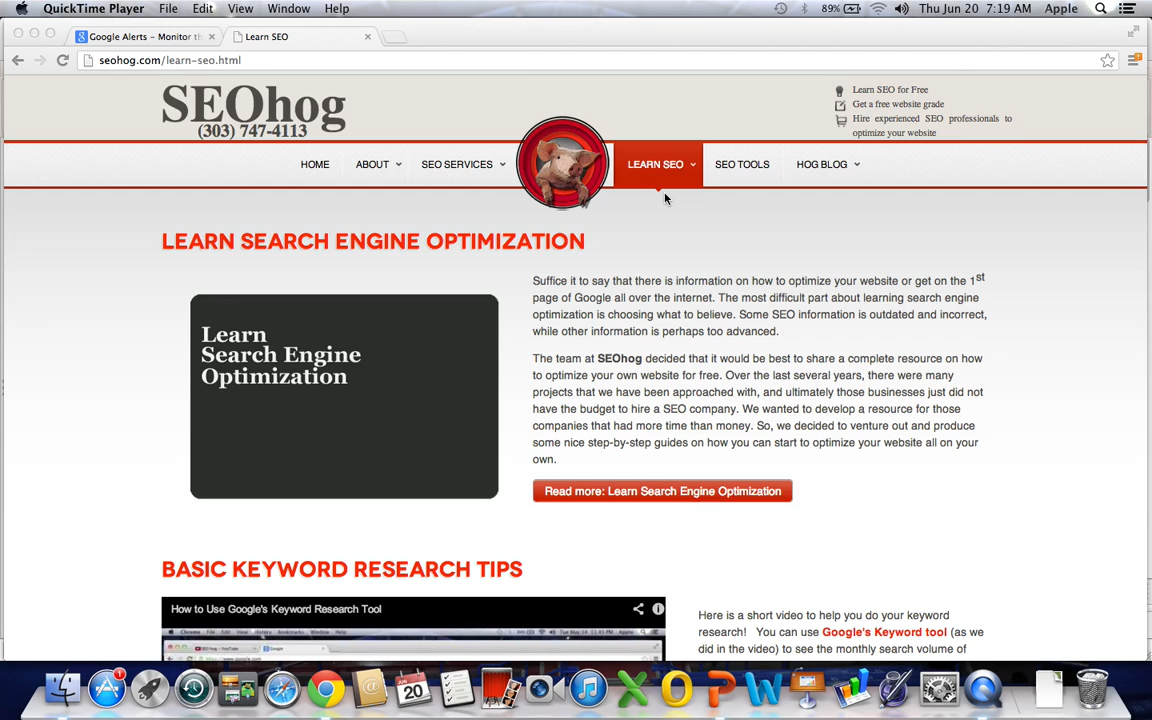 QuickTime Player File Edit View Window Help 89% Thu Jun 20 7:19 AM Apple
Google Alerts - Monitor th Learn SEO
seohog.com/learn-seo.html
SEOhog
(303) 747-4113
Learn SEO for Free
Get a free website grade
Hire experienced SEO professionals to
optimize your website
HOME ABOUT SEO SERVICES LEARN SEO SEO TOOLS HOG BLOG
LEARN SEARCH ENGINE OPTIMIZATION
Learn
Search Engine
Optimization
Suffice it to say that there is information on how to optimize your website or get on the 1st
page of Google all over the internet. The most difficult part about learning search engine
optimization is choosing what to believe. Some SEO information is outdated and incorrect,
while other information is perhaps too advanced.
The team at SEOhog decided that it would be best to share a complete resource on how
to optimize your own website for free. Over the last several years, there were many
projects that we have been approached with, and ultimately those businesses just did not
have the budget to hire a SEO company. We wanted to develop a resource for those
companies that had more time than money. So, we decided to venture out and produce
some nice step-by-step guides on how you can start to optimize your website all on your
own.
Read more: Learn Search Engine Optimization
BASIC KEYWORD RESEARCH TIPS
How to Use Google's Keyword Research Tool
Here is a short video to help you do your keyword
research! You can use Google's Keyword tool (as we
did in the video) to see the monthly search volume of
1
JUN
20